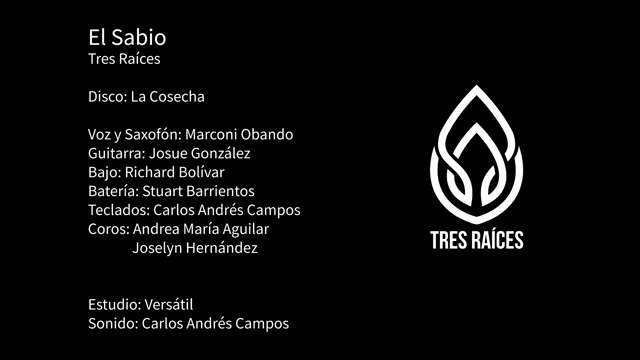 El Sabio
Tres Raíces
Disco: La Cosecha
Voz y Saxofón: Marconi Obando
Guitarra: Josue González
Bajo: Richard Bolívar
Batería: Stuart Barrientos
Teclados: Carlos Andrés Campos
Coros: Andrea María Aguilar
Joselyn Hernández
Estudio: Versátil
Sonido: Carlos Andrés Campos
TRES RAÍCES